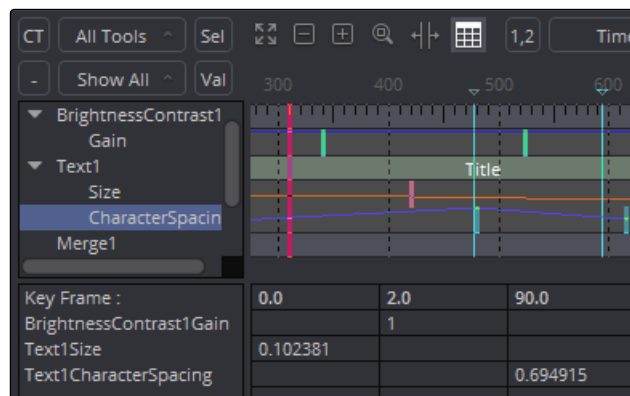 CT All Tools Sel 1,2 Time
- Show All Val 300 400 500 600
BrightnessContrast1
Gain
Text1 Title
Size
CharacterSpacin
Merge1
Key Frame : 0.0 2.0 90.0
BrightnessContrast1Gain 1
Text1Size 0.102381
Text1CharacterSpacing 0.694915